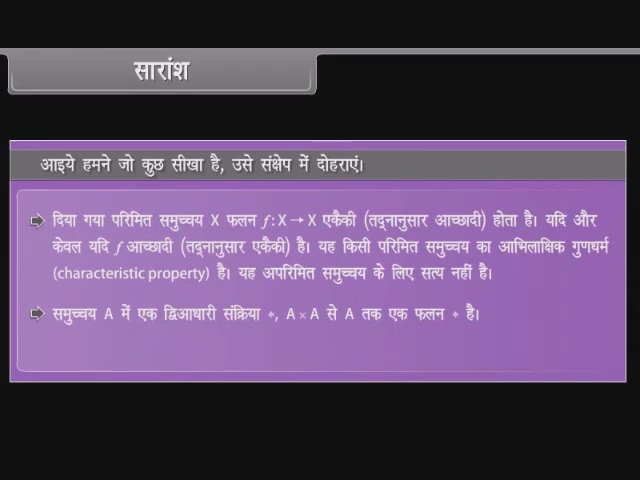 सारांश
आइये हमने जो कुछ सीखा है, उसे संक्षेप में दोहराएं।
दिया गया परिमित समुच्चय X फलन f : X → X एकैकी (तद्नानुसार आच्छादी) होता है। यदि और
केवल यदि f आच्छादी (तद्नानुसार एकैकी) है। यह किसी परिमित समुच्चय का आभिलाक्षिक गुणधर्म
(characteristic property) है। यह अपरिमित समुच्चय के लिए सत्य नहीं है।
समुच्चय A में एक द्विआधारी संक्रिया *, A × A से A तक एक फलन * है।